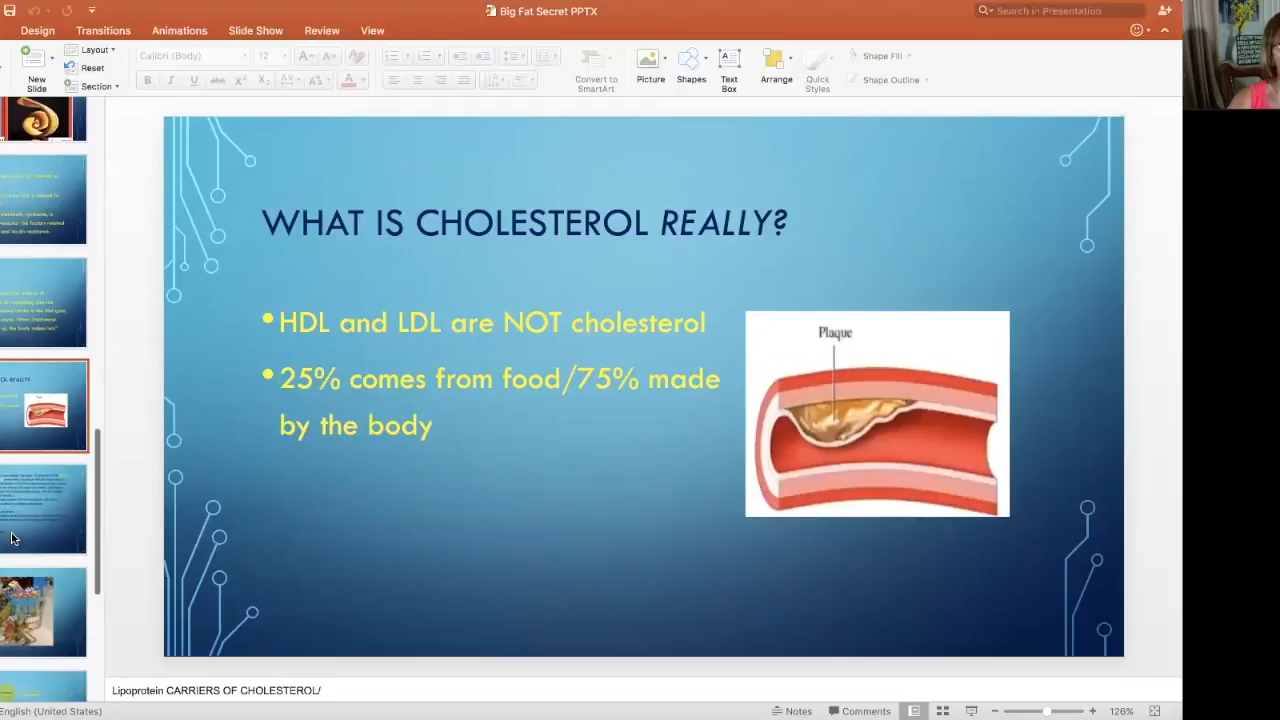 Big Fat Secret PPTX
Search in Presentation
Design Transitions Animations Slide Show Review View
Layout
Reset
Section
New Slide
Calibri (Body) 12
B I U abc X² X₂
Convert to SmartArt
Picture
Shapes
Text Box
Arrange
Quick Styles
Shape Fill
Shape Outline
WHAT IS CHOLESTEROL REALLY?
• HDL and LDL are NOT cholesterol
• 25% comes from food/75% made
by the body
Plaque
Lipoprotein CARRIERS OF CHOLESTEROL/
English (United States)
Notes
Comments
126%